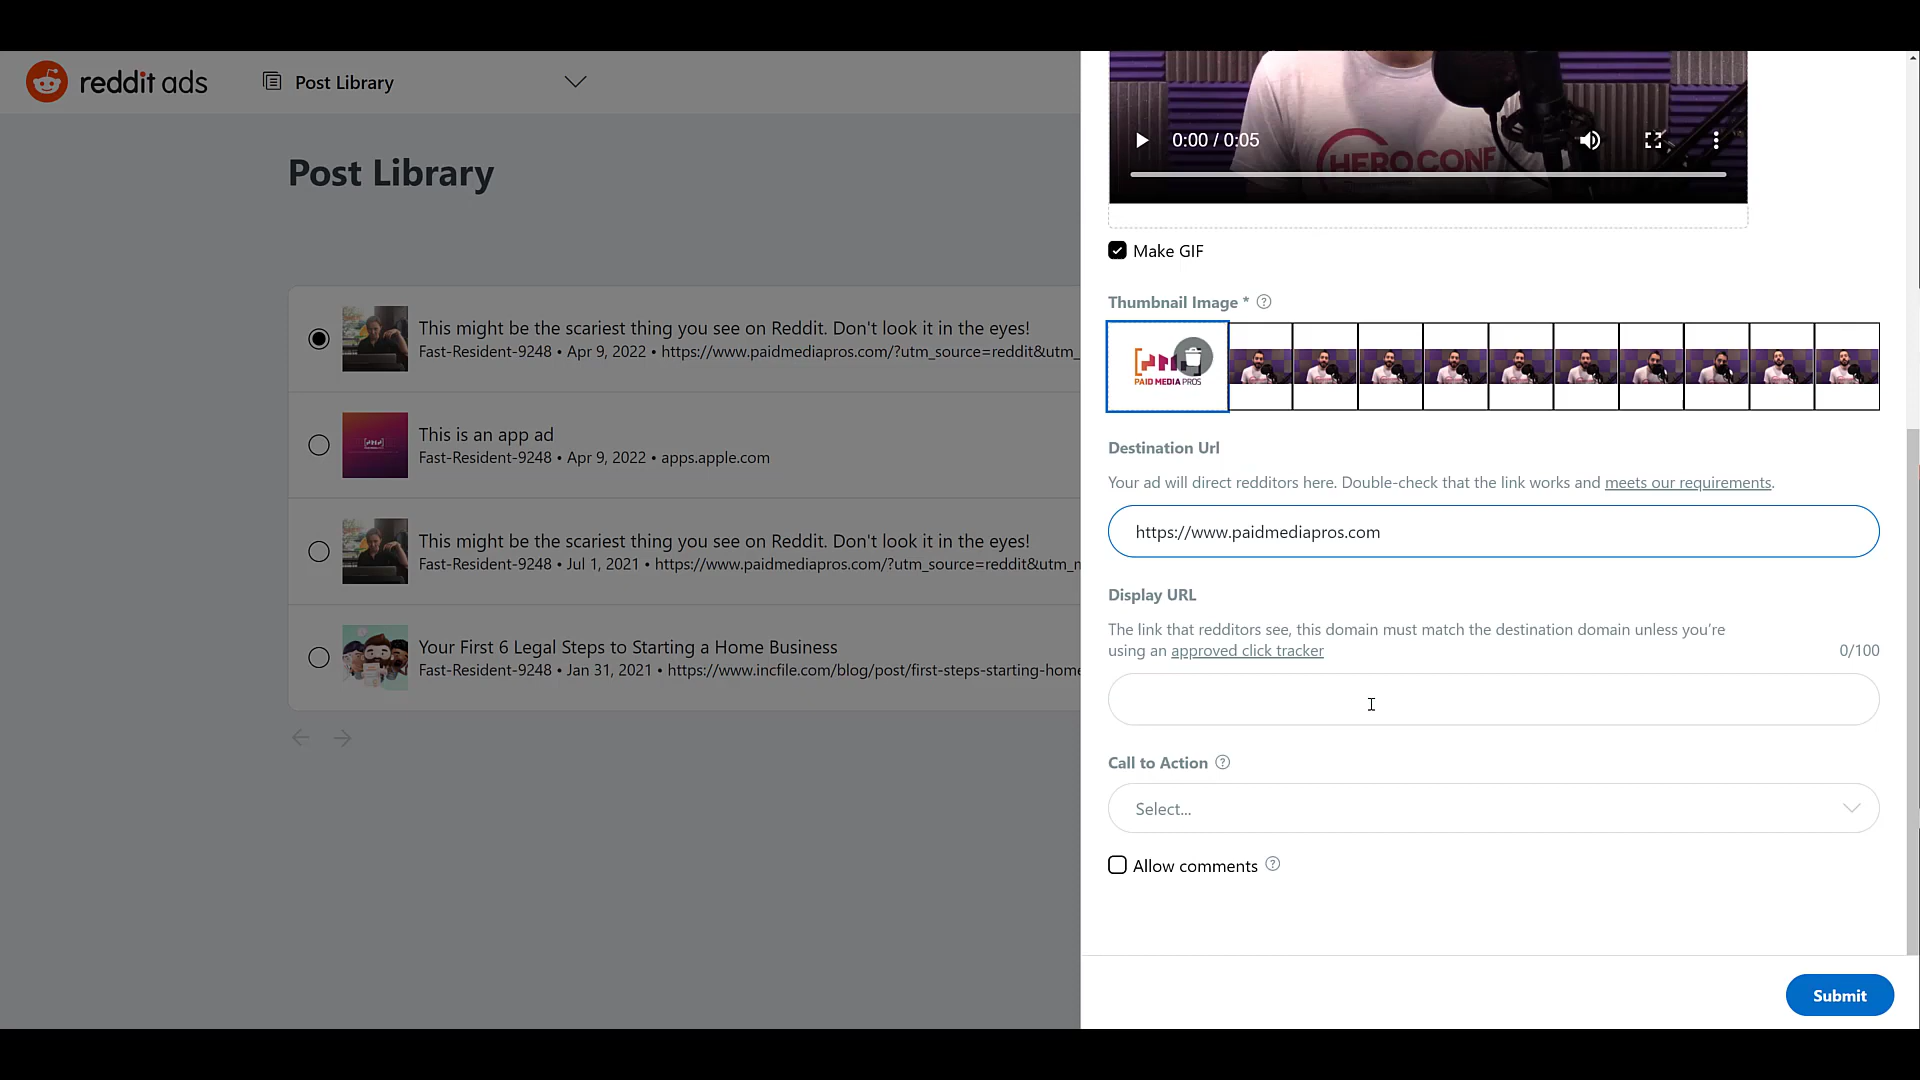 reddit ads
Post Library
Post Library
This might be the scariest thing you see on Reddit. Don't look it in the eyes!
Fast-Resident-9248 • Apr 9, 2022 • https://www.paidmediapros.com/?utm_source=reddit&utm_
This is an app ad
Fast-Resident-9248 • Apr 9, 2022 • apps.apple.com
This might be the scariest thing you see on Reddit. Don't look it in the eyes!
Fast-Resident-9248 • Jul 1, 2021 • https://www.paidmediapros.com/?utm_source=reddit&utm_n
Your First 6 Legal Steps to Starting a Home Business
Fast-Resident-9248 • Jan 31, 2021 • https://www.incfile.com/blog/post/first-steps-starting-home
HEROCONF
0:00 / 0:05
Make GIF
Thumbnail Image *
PAID MEDIA PROS
Destination Url
Your ad will direct redditors here. Double-check that the link works and meets our requirements.
https://www.paidmediapros.com
Display URL
The link that redditors see, this domain must match the destination domain unless you're
using an approved click tracker
0/100
Call to Action
Select...
Allow comments
Submit